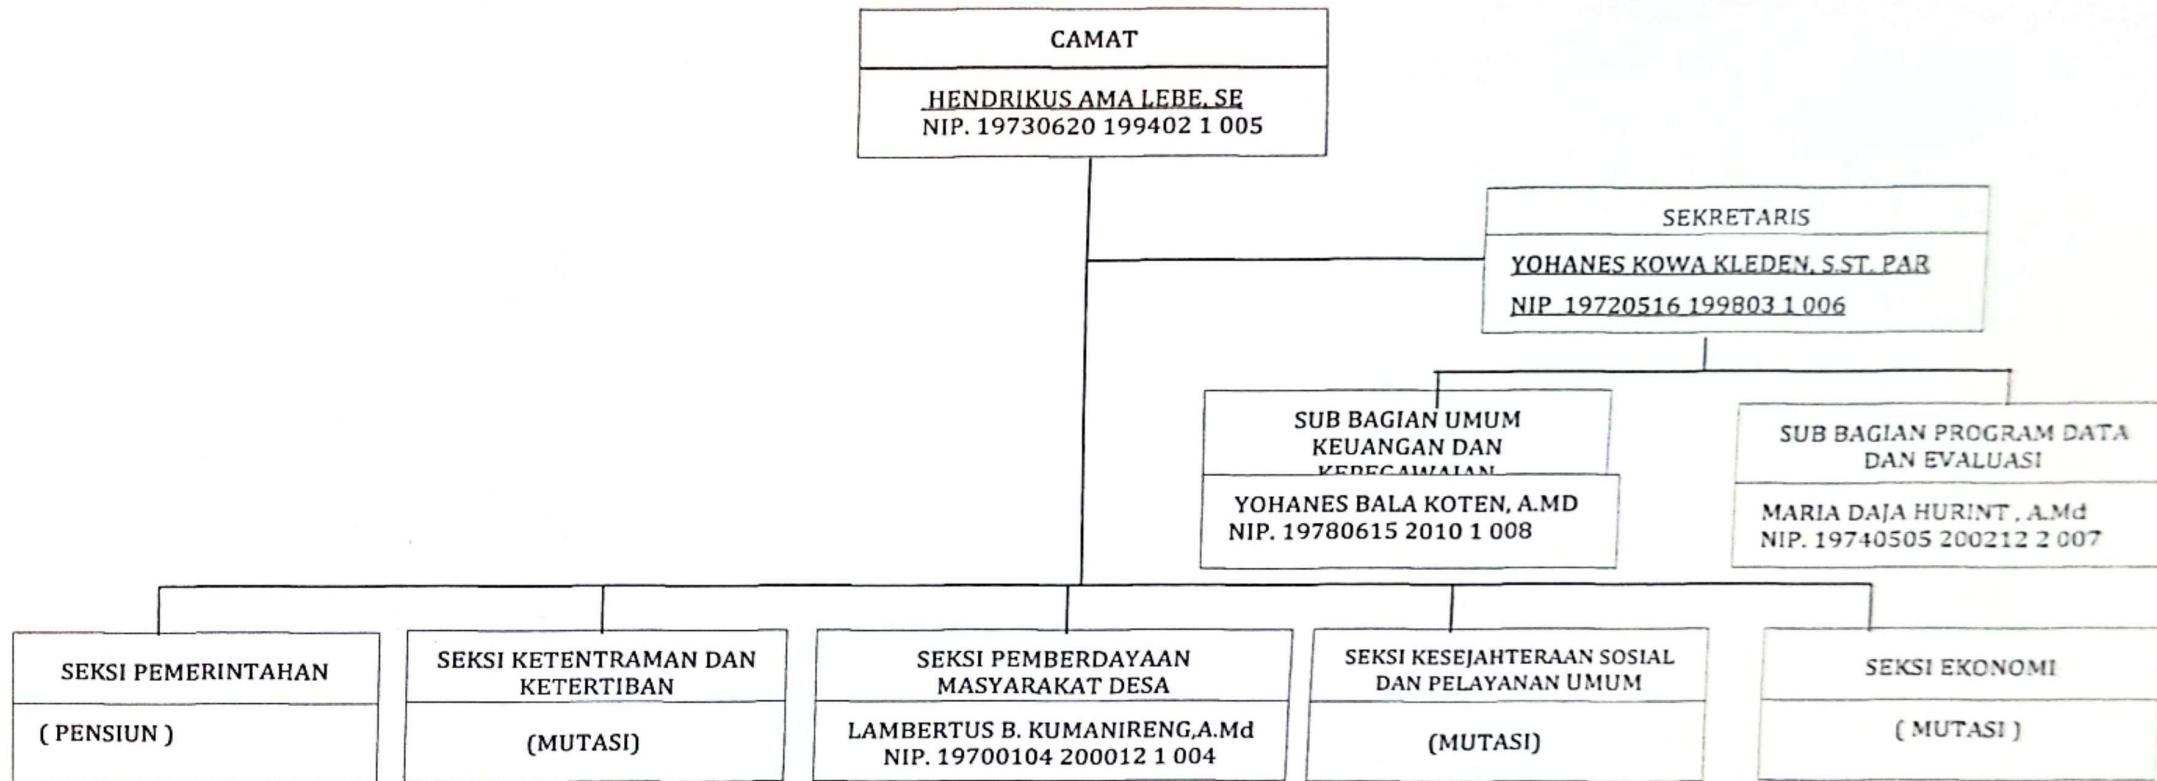 CAMAT
HENDRIKUS AMA LEBE, SE
NIP. 19730620 199402 1 005
SEKRETARIS
YOHANES KOWA KLEDEN, S.ST. PAR
NIP 19720516 199803 1 006
SUB BAGIAN UMUM
KEUANGAN DAN
KEPEGAWAIAN
YOHANES BALA KOTEN, A.MD
NIP. 19780615 2010 1 008
SUB BAGIAN PROGRAM DATA
DAN EVALUASI
MARIA DAJA HURINT , A.Md
NIP. 19740505 200212 2 007
SEKSI PEMERINTAHAN
( PENSIUN )
SEKSI KETENTRAMAN DAN
KETERTIBAN
(MUTASI)
SEKSI PEMBERDAYAAN
MASYARAKAT DESA
LAMBERTUS B. KUMANIRENG,A.Md
NIP. 19700104 200012 1 004
SEKSI KESEJAHTERAAN SOSIAL
DAN PELAYANAN UMUM
(MUTASI)
SEKSI EKONOMI
( MUTASI )